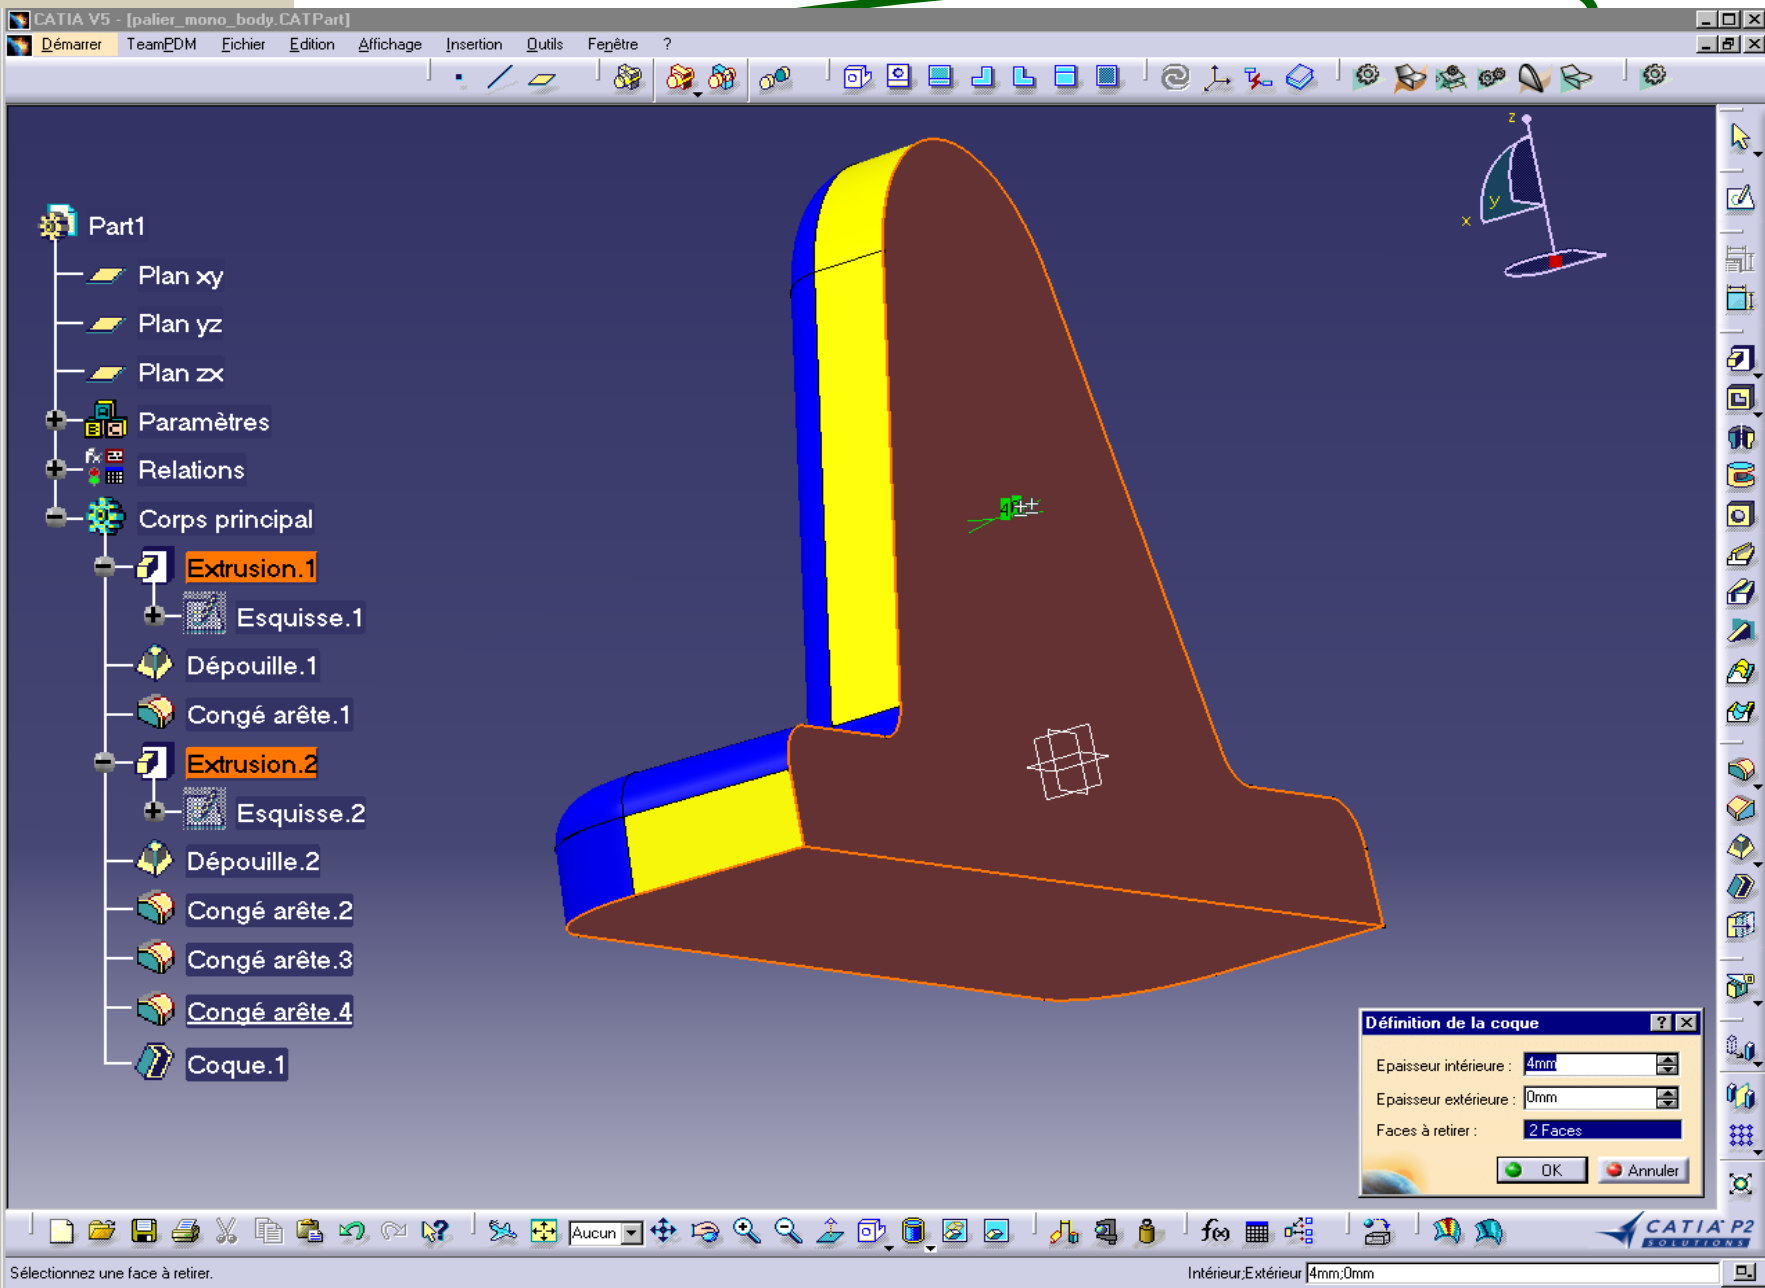 CATIA V5 - [palier_mono_body.CATPart]
Démarrer TeamPDM Fichier Edition Affichage Insertion Outils Fenêtre ?
z
y
x
Part1
Plan xy
Plan yz
Plan zx
Paramètres
Relations
Corps principal
Extrusion.1
Esquisse.1
Dépouille.1
Congé arête.1
Extrusion.2
Esquisse.2
Dépouille.2
Congé arête.2
Congé arête.3
Congé arête.4
Coque.1
Définition de la coque
Epaisseur intérieure : 4mm
Epaisseur extérieure : 0mm
Faces à retirer : 2 Faces
OK Annuler
Aucun
CATIA P2
SOLUTIONS
Sélectionnez une face à retirer.
Intérieur;Extérieur 4mm;0mm